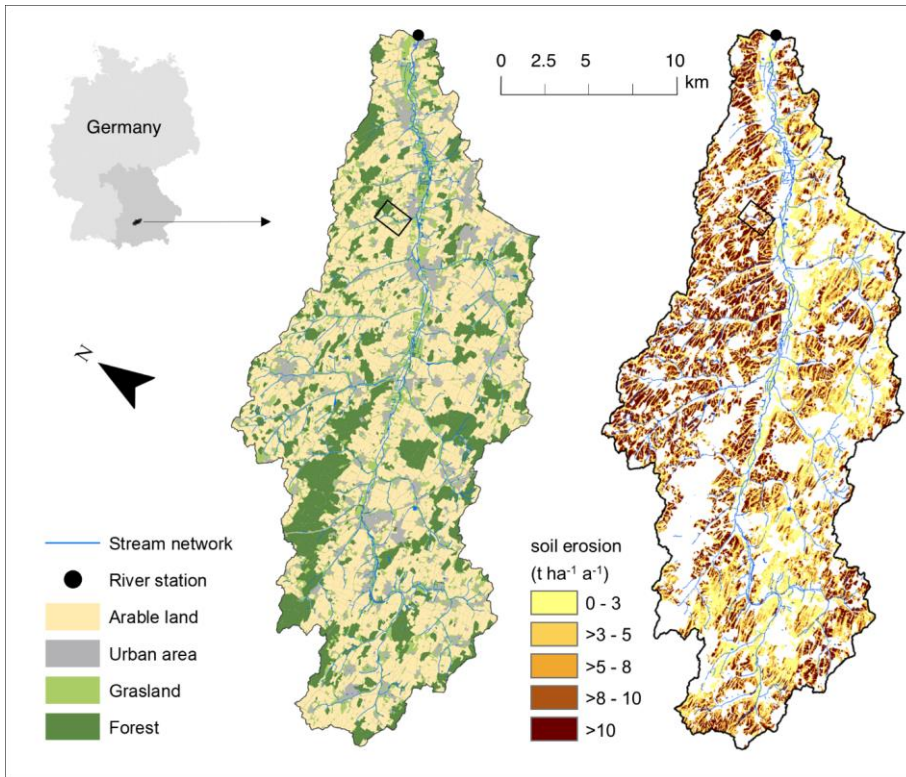 Germany
0 2.5 5 10
km
N
Stream network
River station
Arable land
Urban area
Grasland
Forest
soil erosion
(t ha⁻¹ a⁻¹)
0 - 3
>3 - 5
>5 - 8
>8 - 10
>10